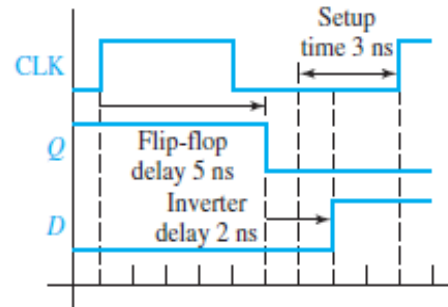 Setup
time 3 ns
CLK
Q
Flip-flop
delay 5 ns
Inverter
delay 2 ns
D